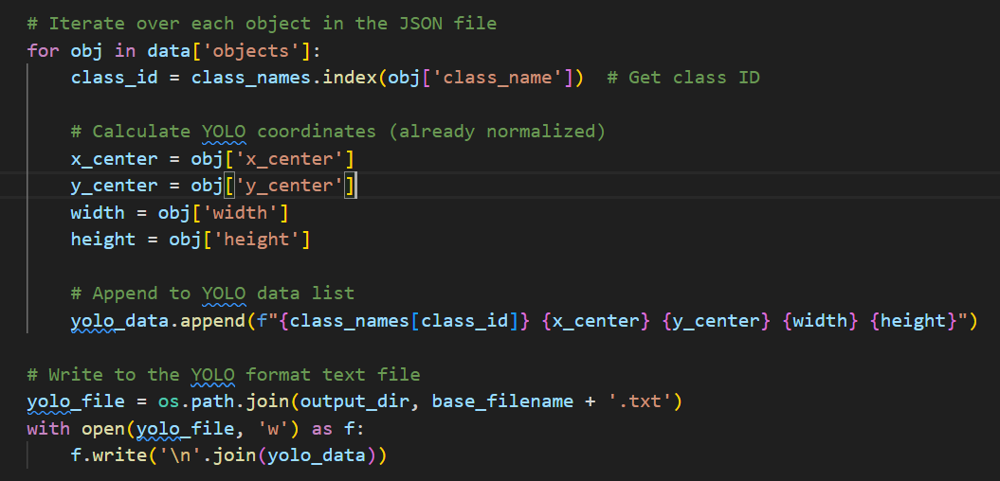 # Iterate over each object in the JSON file
for obj in data['objects']:
    class_id = class_names.index(obj['class_name'])  # Get class ID

    # Calculate YOLO coordinates (already normalized)
    x_center = obj['x_center']
    y_center = obj['y_center']
    width = obj['width']
    height = obj['height']

    # Append to YOLO data list
    yolo_data.append(f"{class_names[class_id]} {x_center} {y_center} {width} {height}")

# Write to the YOLO format text file
yolo_file = os.path.join(output_dir, base_filename + '.txt')
with open(yolo_file, 'w') as f:
    f.write('\n'.join(yolo_data))